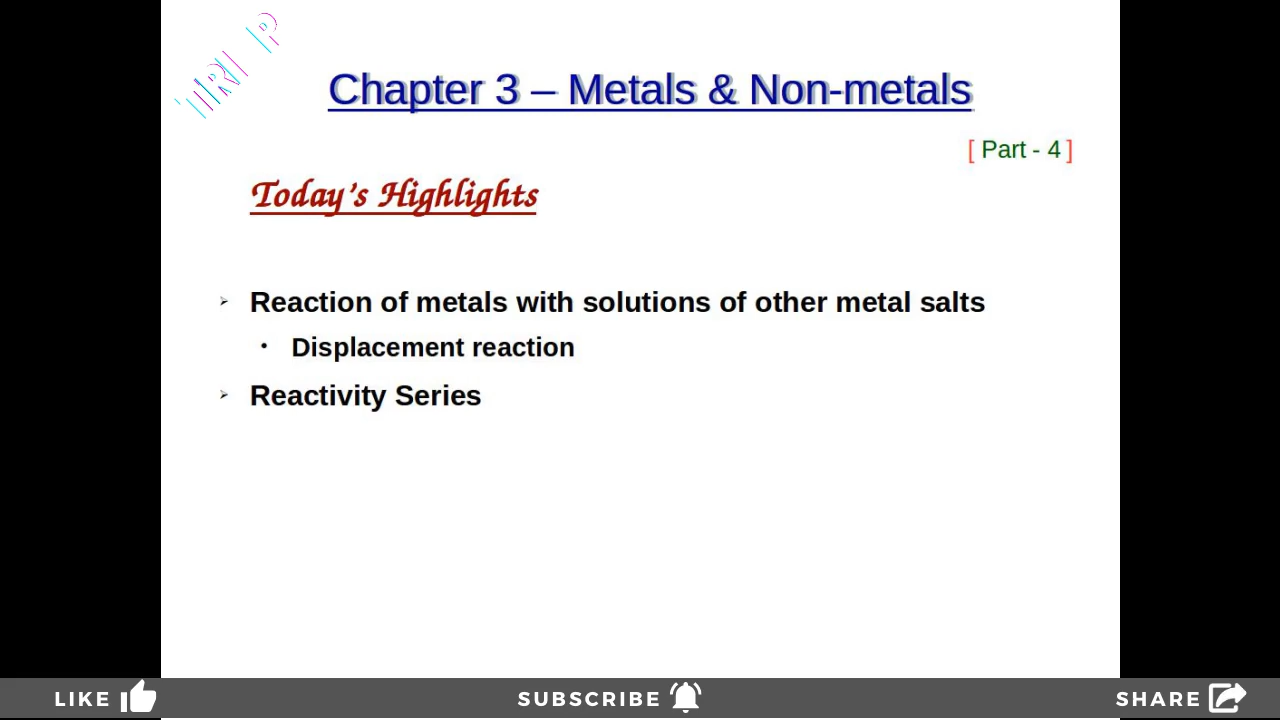 Chapter 3 – Metals & Non-metals
[ Part - 4 ]
Today's Highlights
➢ Reaction of metals with solutions of other metal salts
• Displacement reaction
➢ Reactivity Series
LIKE
SUBSCRIBE
SHARE